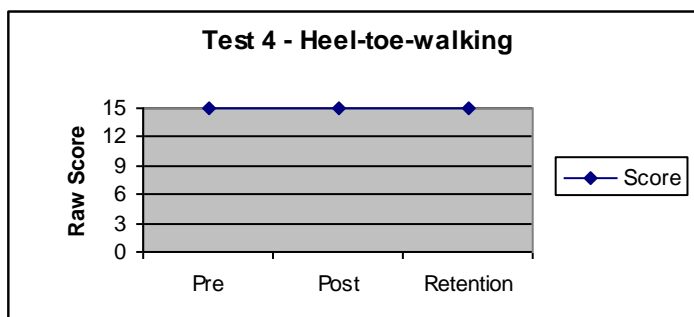 Test 4 - Heel-toe-walking
Raw Score
15
12
9
6
3
0
Pre Post Retention
Score